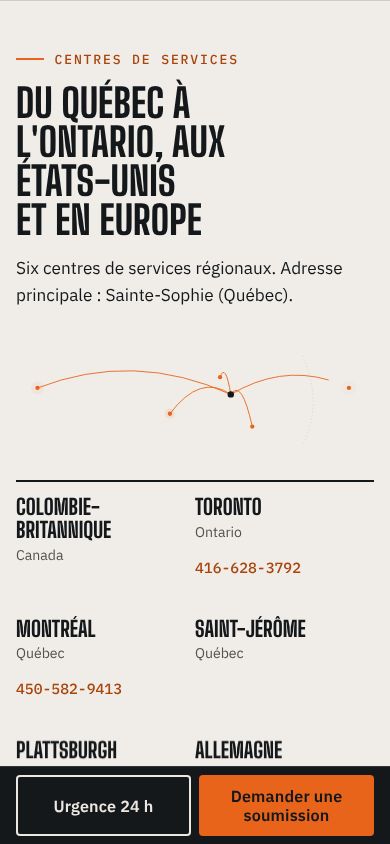 CENTRES DE SERVICES
DU QUÉBEC À
L'ONTARIO, AUX
ÉTATS-UNIS
ET EN EUROPE
Six centres de services régionaux. Adresse
principale : Sainte-Sophie (Québec).
COLOMBIE-
BRITANNIQUE
Canada
TORONTO
Ontario
416-628-3792
MONTRÉAL
Québec
450-582-9413
SAINT-JÉRÔME
Québec
PLATTSBURGH
ALLEMAGNE
Urgence 24 h
Demander une
soumission